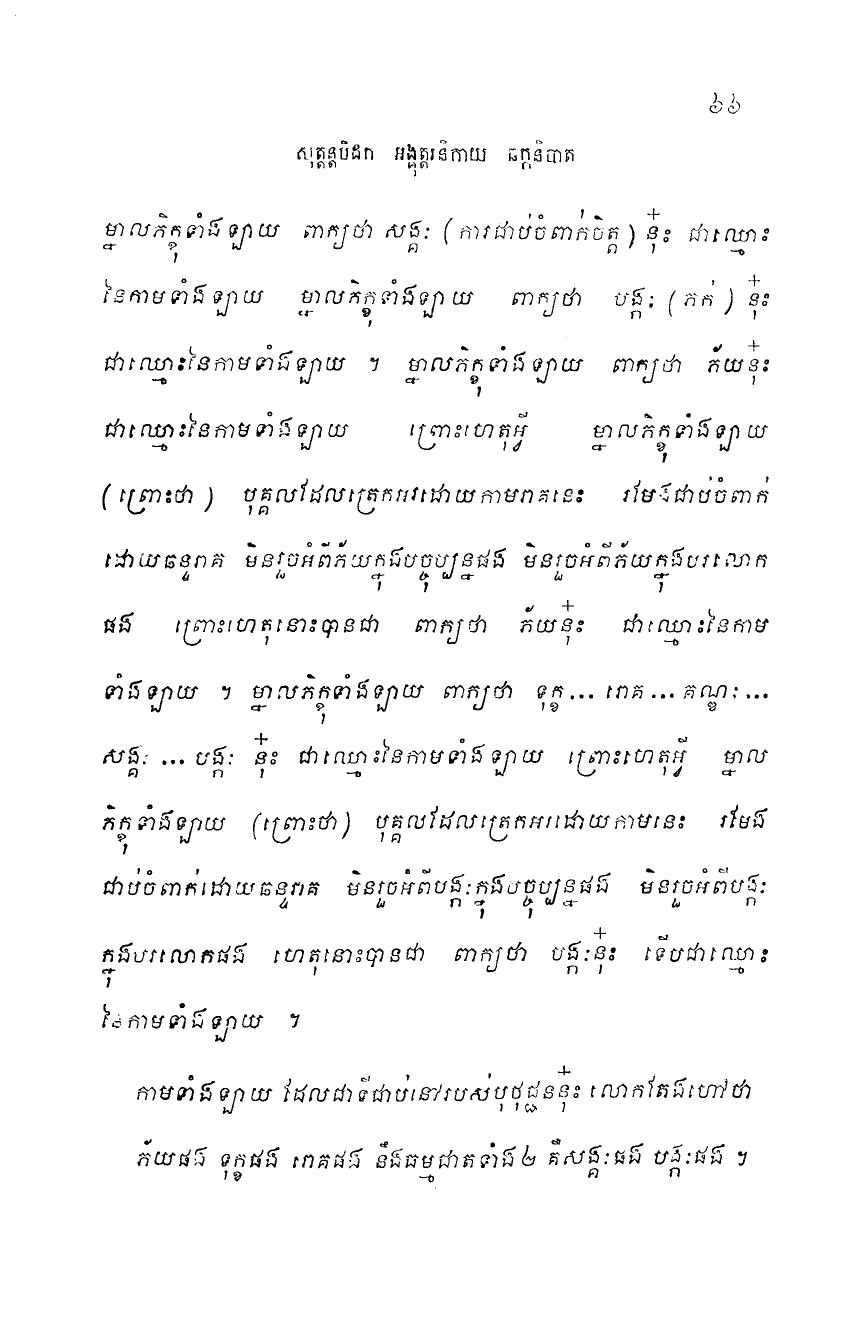 ៦៦
សុត្តន្តបិដក អង្គុត្តរនិកាយ ឆក្កនិបាត
ម្នាលភិក្ខុទាំងឡាយ ពាក្យថា សង្គៈ (ការជាប់ចំពាក់ចិត្ត) នុ៎ះ ជាឈ្មោះ
នៃកាមទាំងឡាយ ម្នាលភិក្ខុទាំងឡាយ ពាក្យថា បង្កៈ (ភក់) នុ៎ះ
ជាឈ្មោះនៃកាមទាំងឡាយ ។ ម្នាលភិក្ខុទាំងឡាយ ពាក្យថា ភ័យនុ៎ះ
ជាឈ្មោះនៃកាមទាំងឡាយ ព្រោះហេតុអ្វី ម្នាលភិក្ខុទាំងឡាយ
(ព្រោះថា) បុគ្គលដែលត្រេកអរដោយកាមរាគនេះ រមែងជាប់ចំពាក់
ដោយឆន្ទរាគ មិនរួចអំពីភ័យក្នុងបច្ចុប្បន្នផង មិនរួចអំពីភ័យក្នុងបរលោក
ផង ព្រោះហេតុនោះបានជា ពាក្យថា ភ័យនុ៎ះ ជាឈ្មោះនៃកាម
ទាំងឡាយ ។ ម្នាលភិក្ខុទាំងឡាយ ពាក្យថា ទុក្ខ ... រោគ ... គណ្ឌៈ ...
សង្គៈ ... បង្កៈ នុ៎ះ ជាឈ្មោះនៃកាមទាំងឡាយ ព្រោះហេតុអ្វី ម្នាល
ភិក្ខុទាំងឡាយ (ព្រោះថា) បុគ្គលដែលត្រេកអរដោយកាមនេះ រមែង
ជាប់ចំពាក់ដោយឆន្ទរាគ មិនរួចអំពីបង្កៈក្នុងបច្ចុប្បន្នផង មិនរួចអំពីបង្កៈ
ក្នុងបរលោកផង ហេតុនោះបានជា ពាក្យថា បង្កៈនុ៎ះ ទើបជាឈ្មោះ
នៃកាមទាំងឡាយ ។
កាមទាំងឡាយ ដែលជាទីជាប់នៅរបស់បុថុជ្ជននុ៎ះ លោកតែងហៅថា
ភ័យផង ទុក្ខផង រោគផង នឹងធម្មជាតទាំង២ គឺសង្គៈផង បង្កៈផង ។